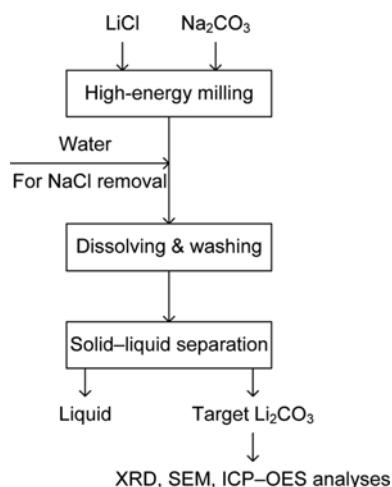 LiCl Na₂CO₃
High-energy milling
Water
For NaCl removal
Dissolving & washing
Solid–liquid separation
Liquid Target Li₂CO₃
XRD, SEM, ICP–OES analyses